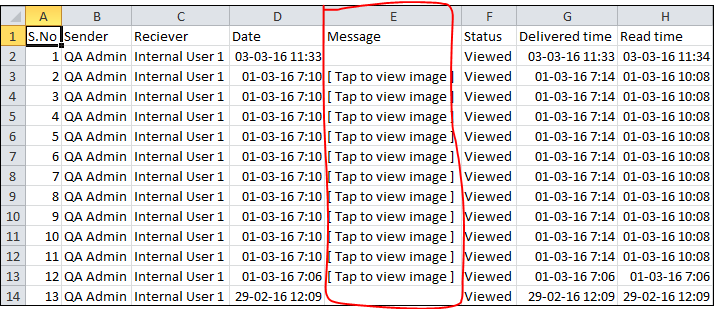 A B C D E F G H
1 S.No Sender Reciever Date Message Status Delivered time Read time
2 1 QA Admin Internal User 1 03-03-16 11:33 Viewed 03-03-16 11:33 03-03-16 11:34
3 2 QA Admin Internal User 1 01-03-16 7:10 [ Tap to view image ] Viewed 01-03-16 7:14 01-03-16 10:08
4 3 QA Admin Internal User 1 01-03-16 7:10 [ Tap to view image ] Viewed 01-03-16 7:14 01-03-16 10:08
5 4 QA Admin Internal User 1 01-03-16 7:10 [ Tap to view image ] Viewed 01-03-16 7:14 01-03-16 10:08
6 5 QA Admin Internal User 1 01-03-16 7:10 [ Tap to view image ] Viewed 01-03-16 7:14 01-03-16 10:08
7 6 QA Admin Internal User 1 01-03-16 7:10 [ Tap to view image ] Viewed 01-03-16 7:14 01-03-16 10:08
8 7 QA Admin Internal User 1 01-03-16 7:10 [ Tap to view image ] Viewed 01-03-16 7:14 01-03-16 10:08
9 8 QA Admin Internal User 1 01-03-16 7:10 [ Tap to view image ] Viewed 01-03-16 7:14 01-03-16 10:08
10 9 QA Admin Internal User 1 01-03-16 7:10 [ Tap to view image ] Viewed 01-03-16 7:14 01-03-16 10:08
11 10 QA Admin Internal User 1 01-03-16 7:10 [ Tap to view image ] Viewed 01-03-16 7:14 01-03-16 10:08
12 11 QA Admin Internal User 1 01-03-16 7:10 [ Tap to view image ] Viewed 01-03-16 7:14 01-03-16 10:08
13 12 QA Admin Internal User 1 01-03-16 7:06 [ Tap to view image ] Viewed 01-03-16 7:06 01-03-16 7:06
14 13 QA Admin Internal User 1 29-02-16 12:09 Viewed 29-02-16 12:09 29-02-16 12:09